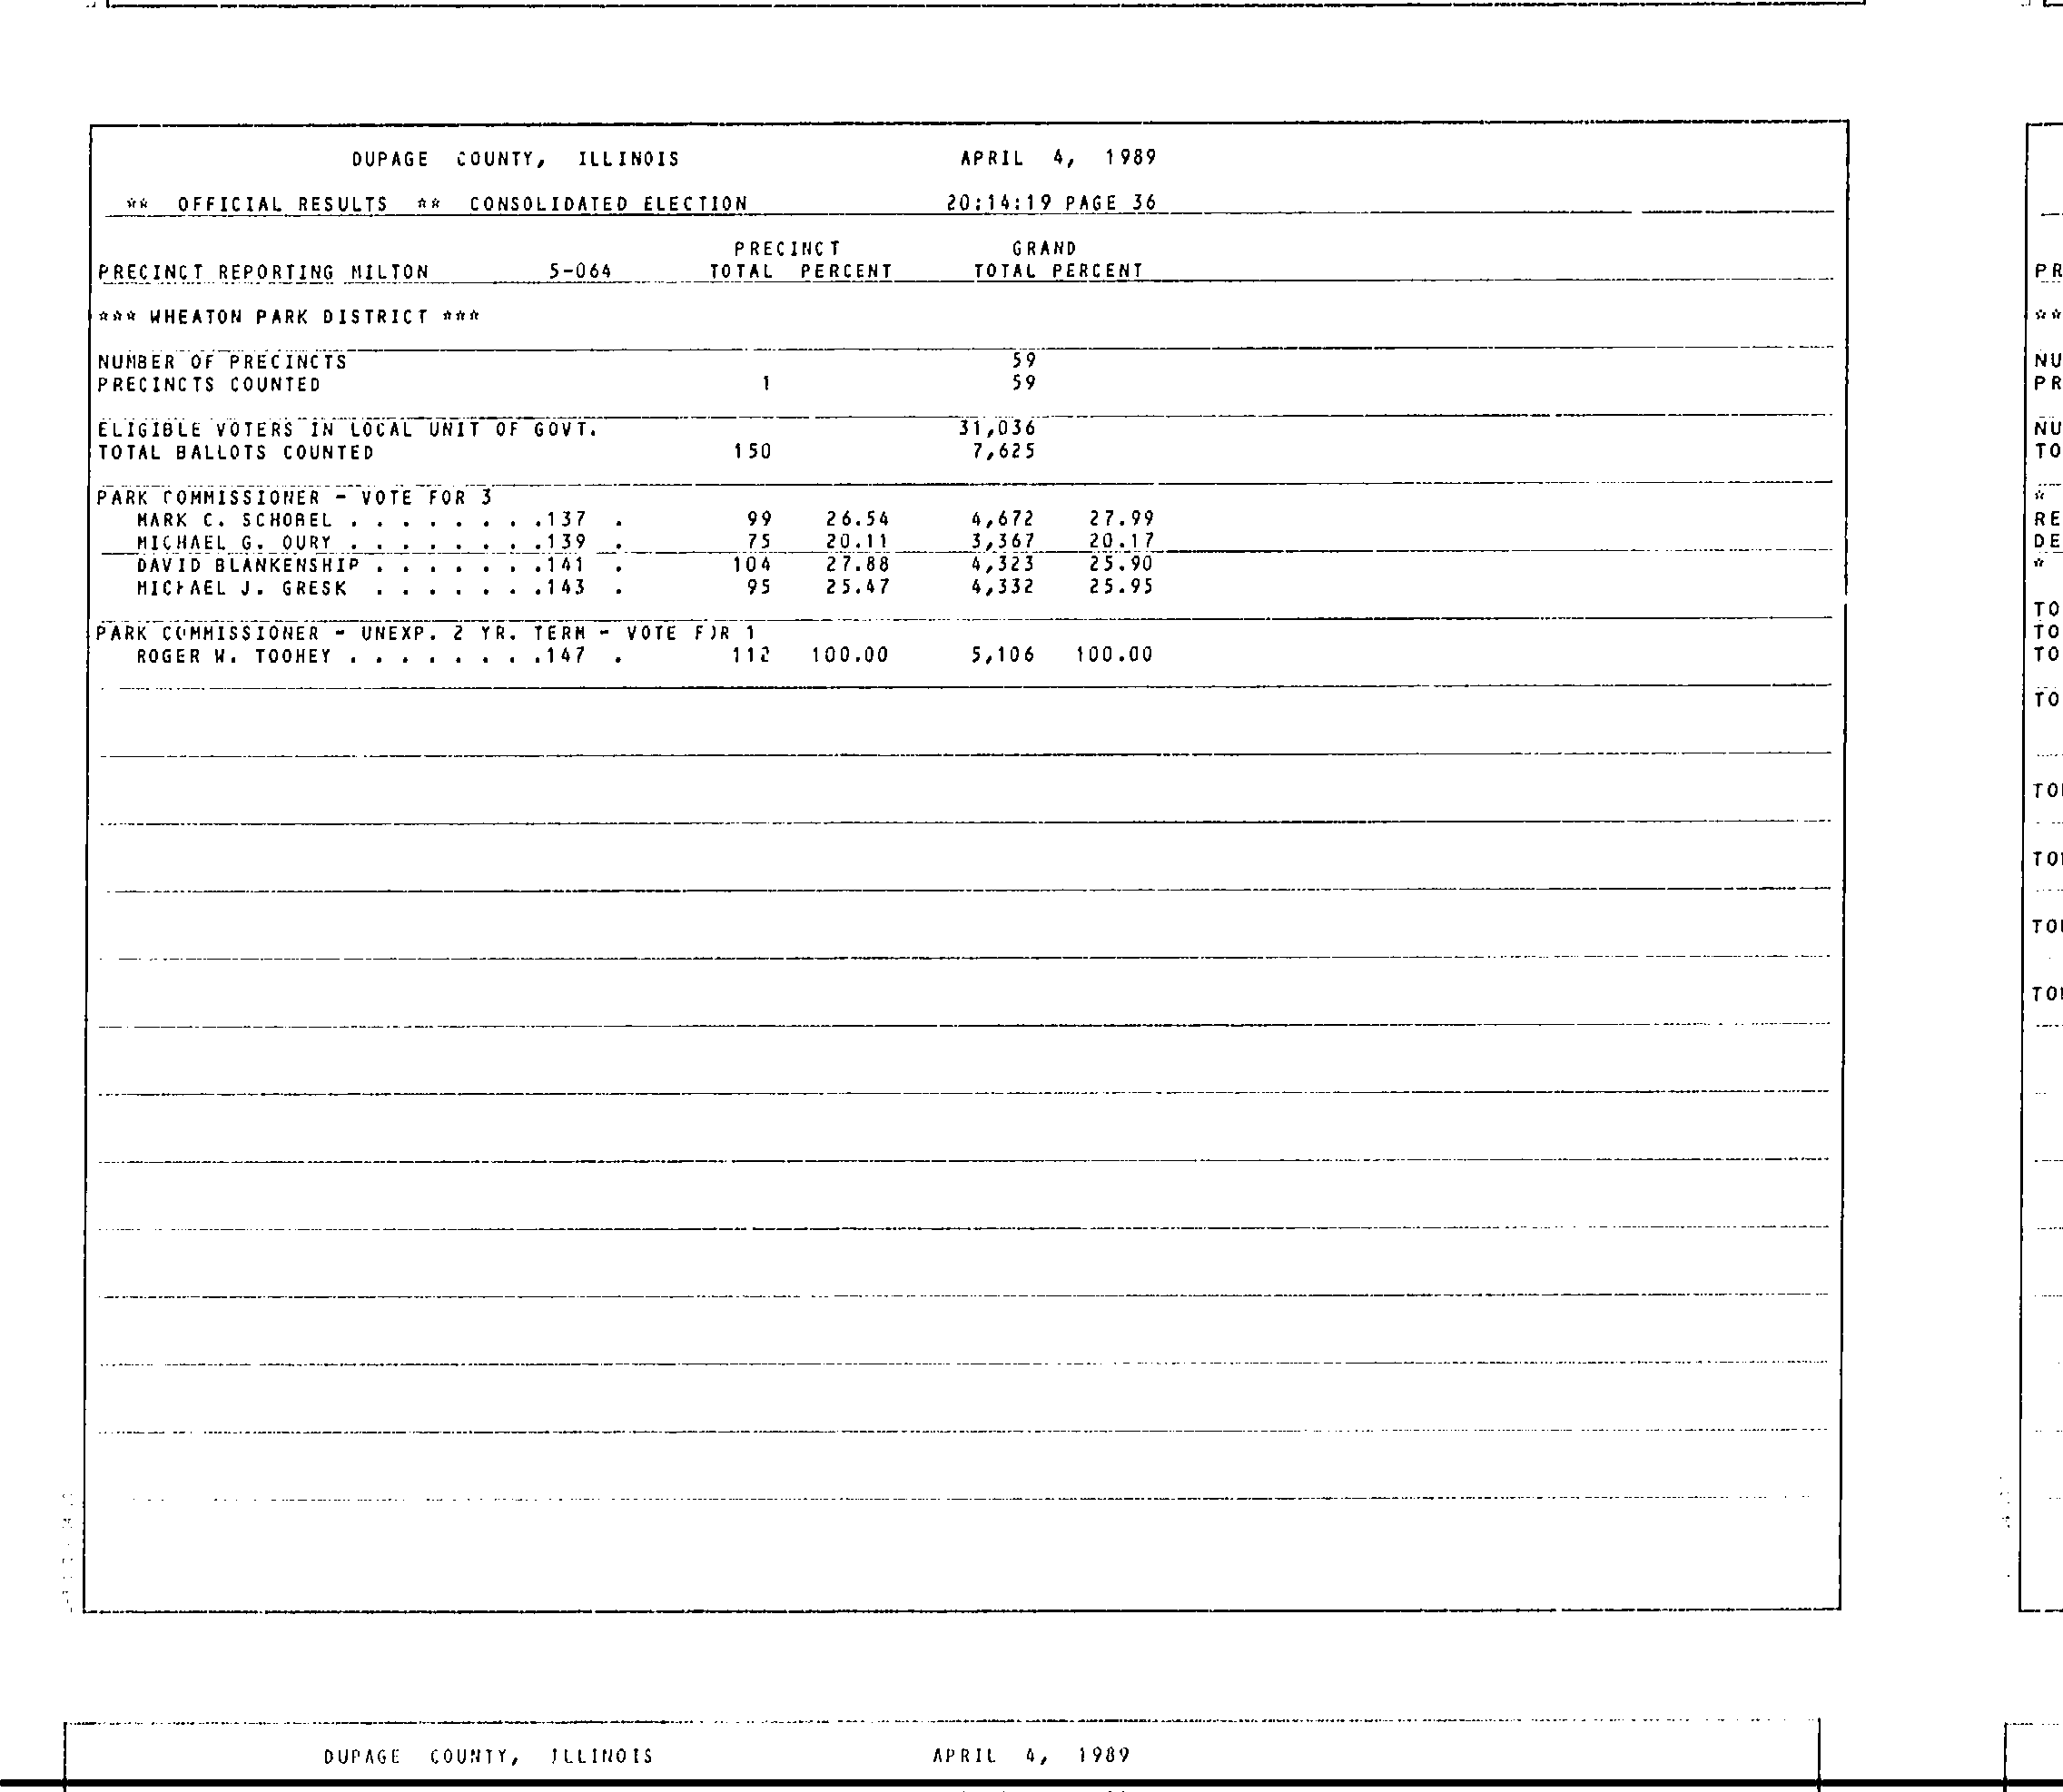 DUPAGE COUNTY, ILLINOIS APRIL 4, 1989
** OFFICIAL RESULTS ** CONSOLIDATED ELECTION 20:14:19 PAGE 36
PRECINCT GRAND
PRECINCT REPORTING MILTON 5-064 TOTAL PERCENT TOTAL PERCENT
*** WHEATON PARK DISTRICT ***
NUMBER OF PRECINCTS 59
PRECINCTS COUNTED 1 59
ELIGIBLE VOTERS IN LOCAL UNIT OF GOVT. 31,036
TOTAL BALLOTS COUNTED 150 7,625
PARK COMMISSIONER - VOTE FOR 3
MARK C. SCHOBEL . . . . . . . .137 . 99 26.54 4,672 27.99
MICHAEL G. OURY . . . . . . . .139 . 75 20.11 3,367 20.17
DAVID BLANKENSHIP . . . . . . .141 . 104 27.88 4,323 25.90
MICHAEL J. GRESK . . . . . . .143 . 95 25.47 4,332 25.95
PARK COMMISSIONER - UNEXP. 2 YR. TERM - VOTE FOR 1
ROGER W. TOOHEY . . . . . . . .147 . 112 100.00 5,106 100.00
PR
**
NU
PR
NU
TO
*
RE
DE
*
TO
TO
TO
TO
TO
TO
TO
TO
DUPAGE COUNTY, ILLINOIS APRIL 4, 1989